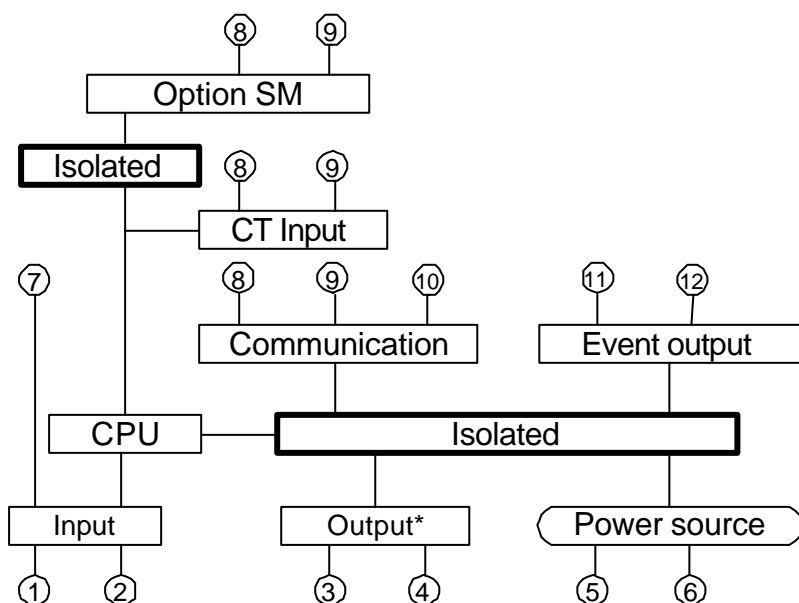 8 9
Option SM
Isolated
8 9
CT Input
7
8 9 10
11 12
Communication
Event output
CPU
Isolated
Input
Output*
Power source
1 2
3 4
5 6